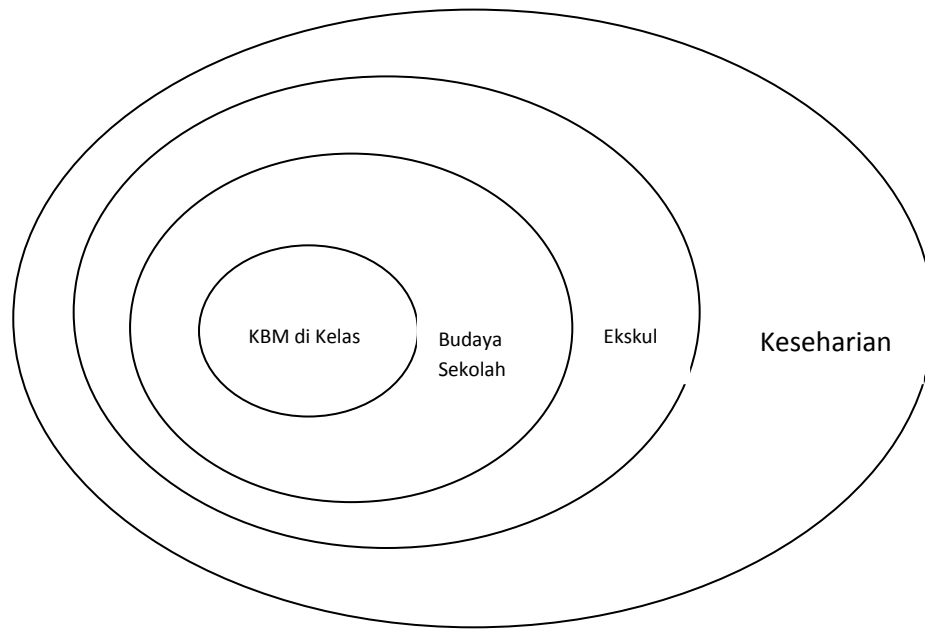 KBM di Kelas
Budaya
Sekolah
Ekskul
Keseharian